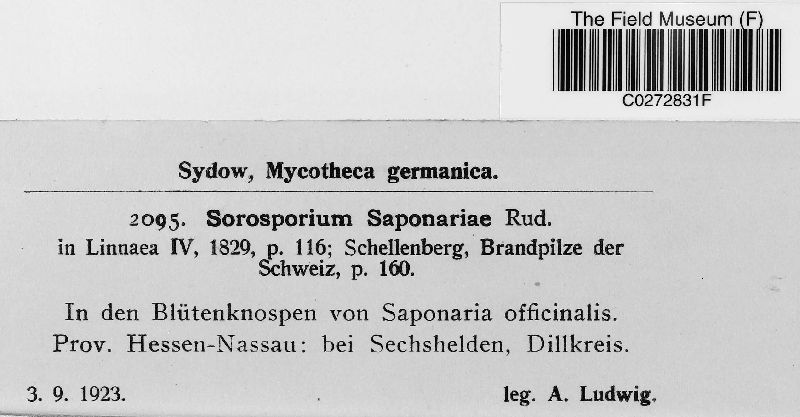 The Field Museum (F)
C0272831F
Sydow, Mycotheca germanica.
2095. Sorosporium Saponariae Rud.
in Linnaea IV, 1829, p. 116; Schellenberg, Brandpilze der
Schweiz, p. 160.
In den Blütenknospen von Saponaria officinalis.
Prov. Hessen-Nassau: bei Sechshelden, Dillkreis.
3. 9. 1923. leg. A. Ludwig.